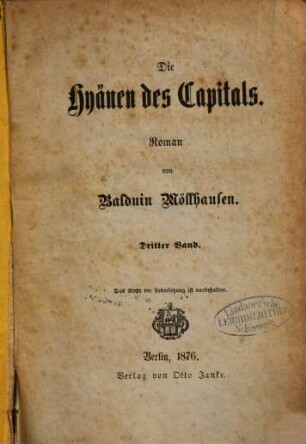 Die
Hyänen des Capitals.
Roman
von
Balduin Möllhausen.
Dritter Band.
Das Recht der Uebersetzung ist vorbehalten.
LEIHBIBLIOTHEK
Berlin, 1876.
Verlag von Otto Janke.